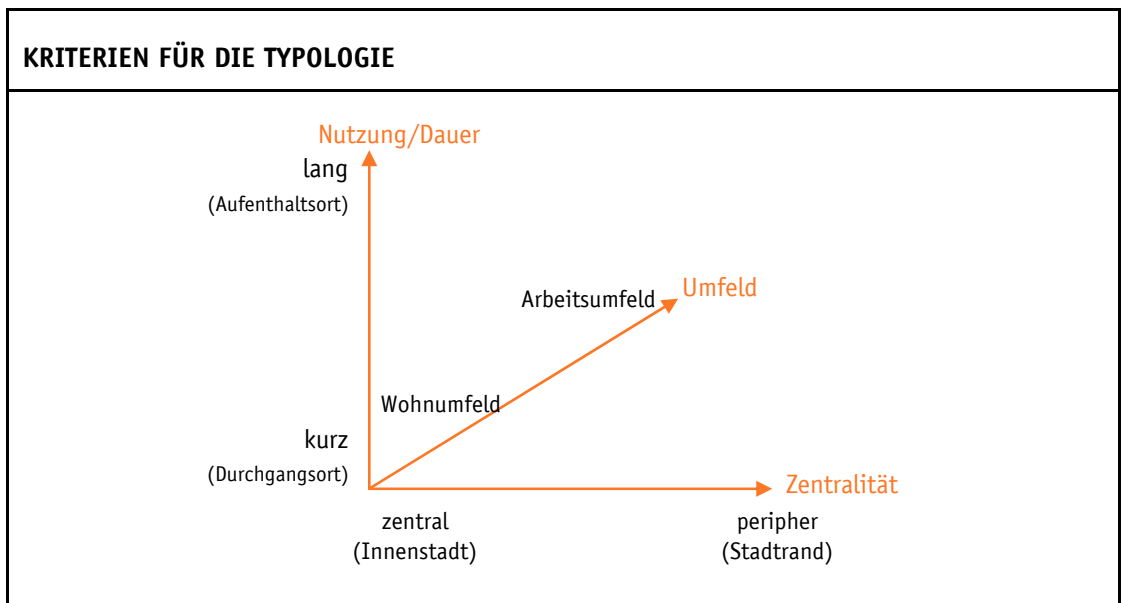 KRITERIEN FÜR DIE TYPOLOGIE
Nutzung/Dauer
lang
(Aufenthaltsort)
Arbeitsumfeld
Umfeld
Wohnumfeld
kurz
(Durchgangsort)
Zentralität
zentral
(Innenstadt)
peripher
(Stadtrand)